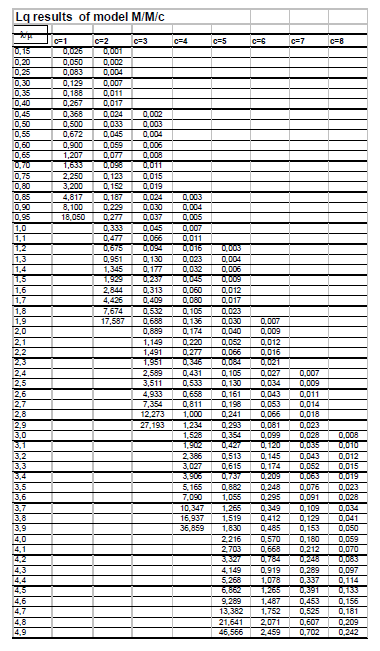 Lq results of model M/M/c
λ/μ c=1 c=2 c=3 c=4 c=5 c=6 c=7 c=8
0,15 0,026 0,001
0,20 0,050 0,002
0,25 0,083 0,004
0,30 0,129 0,007
0,35 0,188 0,011
0,40 0,267 0,017
0,45 0,368 0,024 0,002
0,50 0,500 0,033 0,003
0,55 0,672 0,045 0,004
0,60 0,900 0,059 0,006
0,65 1,207 0,077 0,008
0,70 1,633 0,098 0,011
0,75 2,250 0,123 0,015
0,80 3,200 0,152 0,019
0,85 4,817 0,187 0,024 0,003
0,90 8,100 0,229 0,030 0,004
0,95 18,050 0,277 0,037 0,005
1,0 0,333 0,045 0,007
1,1 0,477 0,066 0,011
1,2 0,675 0,094 0,016 0,003
1,3 0,951 0,130 0,023 0,004
1,4 1,345 0,177 0,032 0,006
1,5 1,929 0,237 0,045 0,009
1,6 2,844 0,313 0,060 0,012
1,7 4,426 0,409 0,080 0,017
1,8 7,674 0,532 0,105 0,023
1,9 17,587 0,688 0,136 0,030 0,007
2,0 0,889 0,174 0,040 0,009
2,1 1,149 0,220 0,052 0,012
2,2 1,491 0,277 0,066 0,016
2,3 1,951 0,346 0,084 0,021
2,4 2,589 0,431 0,105 0,027 0,007
2,5 3,511 0,533 0,130 0,034 0,009
2,6 4,933 0,658 0,161 0,043 0,011
2,7 7,354 0,811 0,198 0,053 0,014
2,8 12,273 1,000 0,241 0,066 0,018
2,9 27,193 1,234 0,293 0,081 0,023
3,0 1,528 0,354 0,099 0,028 0,008
3,1 1,902 0,427 0,120 0,035 0,010
3,2 2,386 0,513 0,145 0,043 0,012
3,3 3,027 0,615 0,174 0,052 0,015
3,4 3,906 0,737 0,209 0,063 0,019
3,5 5,165 0,882 0,248 0,076 0,023
3,6 7,090 1,055 0,295 0,091 0,028
3,7 10,347 1,265 0,349 0,109 0,034
3,8 16,937 1,519 0,412 0,129 0,041
3,9 36,859 1,830 0,485 0,153 0,050
4,0 2,216 0,570 0,180 0,059
4,1 2,703 0,668 0,212 0,070
4,2 3,327 0,784 0,248 0,083
4,3 4,149 0,919 0,289 0,097
4,4 5,268 1,078 0,337 0,114
4,5 6,862 1,265 0,391 0,133
4,6 9,289 1,487 0,453 0,156
4,7 13,382 1,752 0,525 0,181
4,8 21,641 2,071 0,607 0,209
4,9 46,566 2,459 0,702 0,242